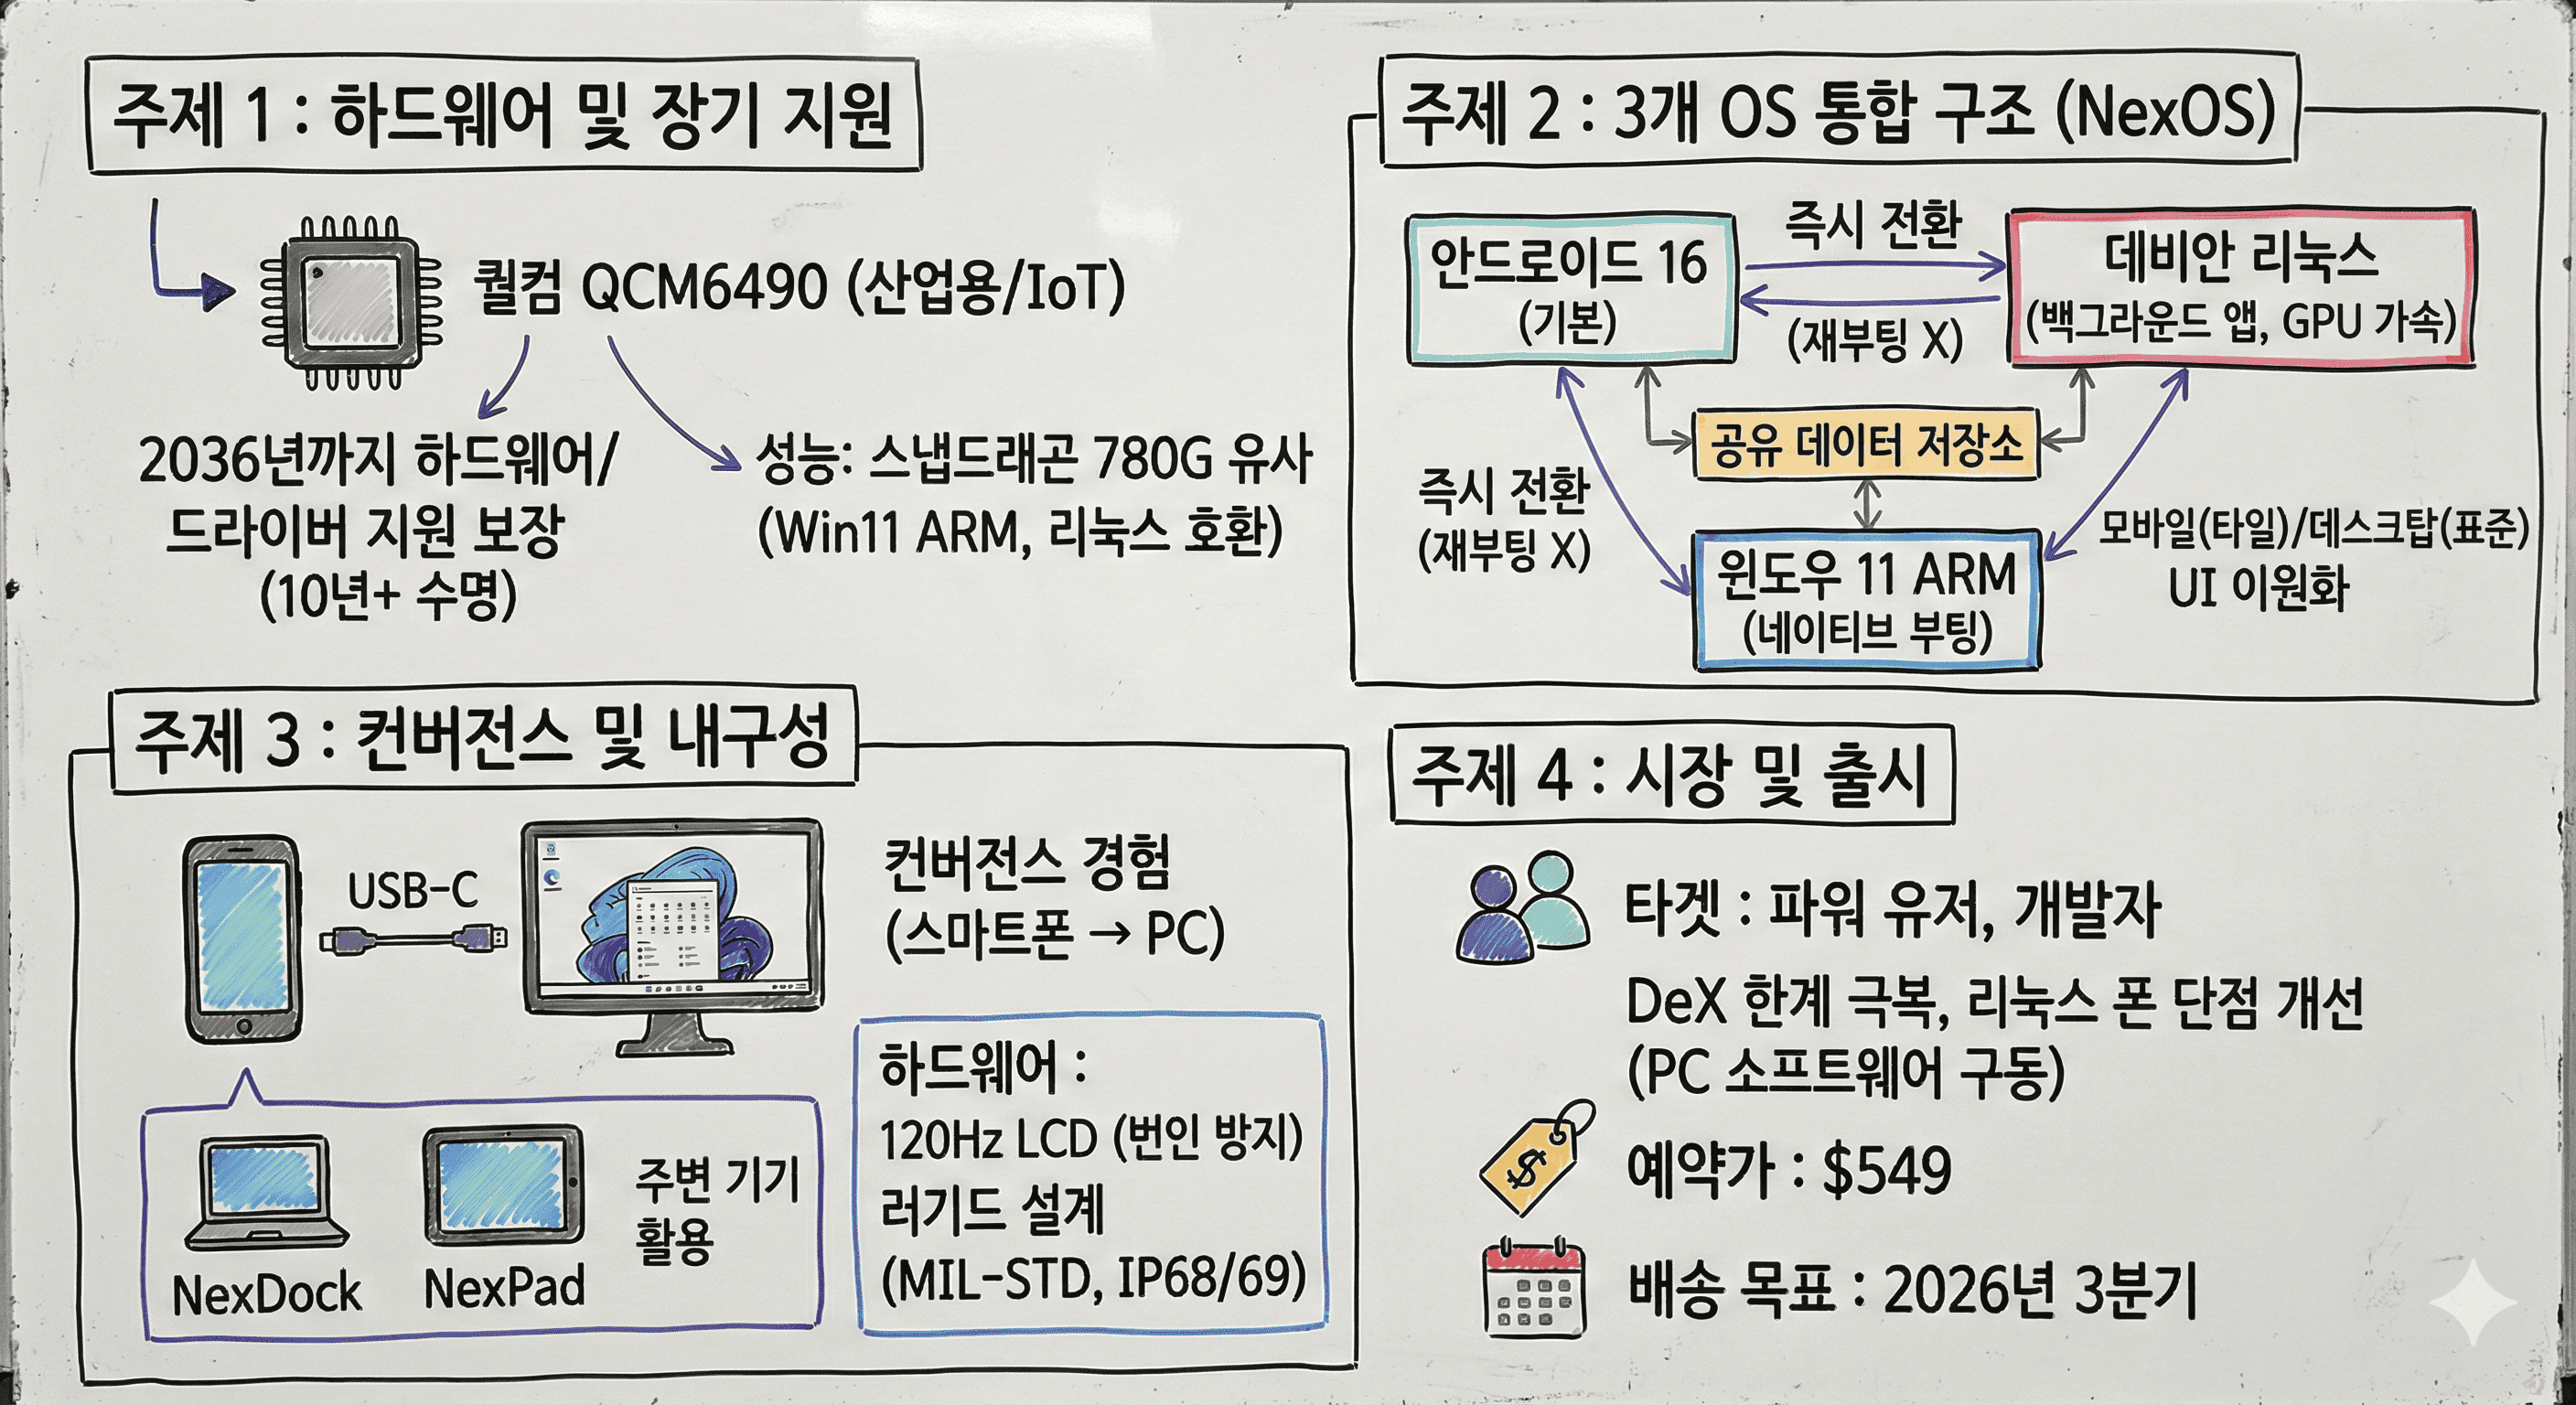 주제 1 : 하드웨어 및 장기 지원
퀄컴 QCM6490 (산업용/IoT)
2036년까지 하드웨어/
드라이버 지원 보장
(10년+ 수명)
성능: 스냅드래곤 780G 유사
(Win11 ARM, 리눅스 호환)
주제 2 : 3개 OS 통합 구조 (NexOS)
안드로이드 16
(기본)
즉시 전환
(재부팅 X)
데비안 리눅스
(백그라운드 앱, GPU 가속)
공유 데이터 저장소
즉시 전환
(재부팅 X)
윈도우 11 ARM
(네이티브 부팅)
모바일(타일)/데스크탑(표준)
UI 이원화
주제 3 : 컨버전스 및 내구성
USB-C
컨버전스 경험
(스마트폰 → PC)
NexDock
NexPad
주변 기기
활용
하드웨어 :
120Hz LCD (번인 방지)
러기드 설계
(MIL-STD, IP68/69)
주제 4 : 시장 및 출시
타겟 : 파워 유저, 개발자
DeX 한계 극복, 리눅스 폰 단점 개선
(PC 소프트웨어 구동)
$
예약가 : $549
배송 목표 : 2026년 3분기